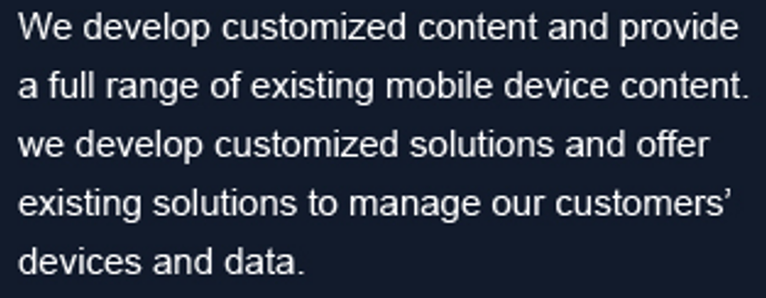 We develop customized content and provide
a full range of existing mobile device content.
we develop customized solutions and offer
existing solutions to manage our customers’
devices and data.